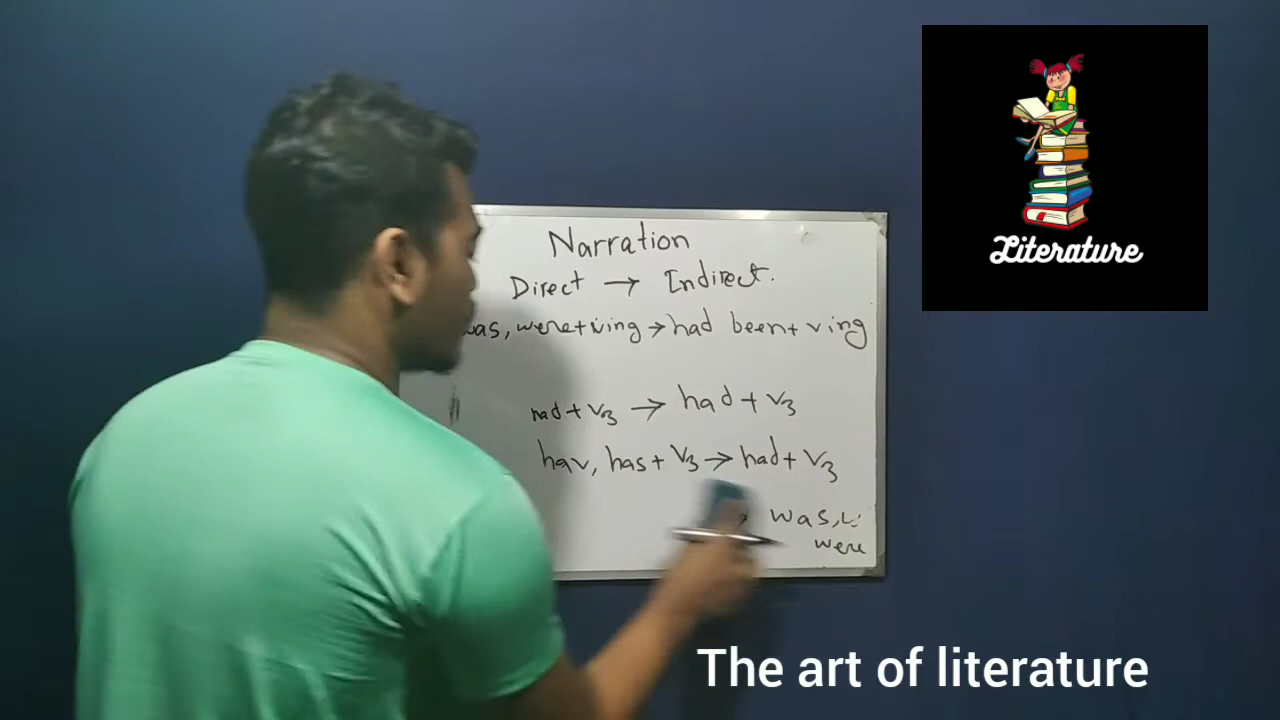 Narration
Direct → Indirect.
was, were+ving → had been+ ving
had + V3 → had + V3
hav, has + V3 → had + V3
→ was,
were
Literature
The art of literature